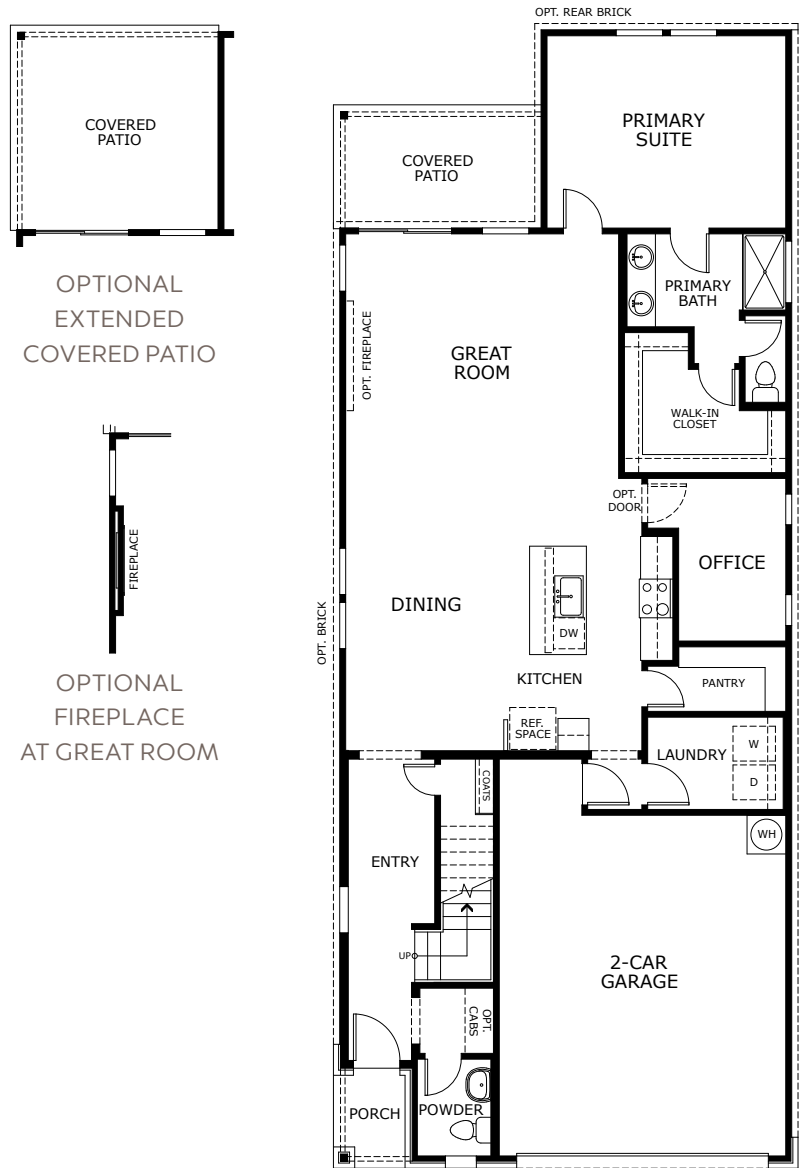 OPT. REAR BRICK
COVERED
PATIO
OPTIONAL
EXTENDED
COVERED PATIO
FIREPLACE
OPTIONAL
FIREPLACE
AT GREAT ROOM
PRIMARY
SUITE
COVERED
PATIO
PRIMARY
BATH
OPT. FIREPLACE
GREAT
ROOM
WALK-IN
CLOSET
OPT.
DOOR
OFFICE
DINING
DW
OPT. BRICK
KITCHEN
PANTRY
REF.
SPACE
LAUNDRY
W
D
COATS
WH
ENTRY
UP
2-CAR
GARAGE
OPT.
CABS
PORCH
POWDER